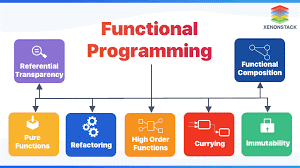 Functional
Programming
XENONSTACK
Referential
Transparency
Functional
Composition
Pure
Functions
Refactoring
High Order
Functions
Currying
Immutability